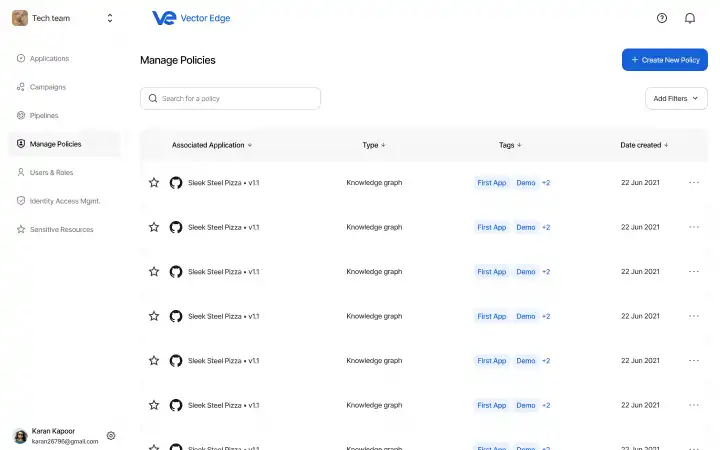 Tech team
Vector Edge
Applications
Campaigns
Pipelines
Manage Policies
Users & Roles
Identity Access Mgmt.
Sensitive Resources
Karan Kapoor
karan26796@gmail.com
Manage Policies
+ Create New Policy
Search for a policy
Add Filters
Associated Application ↓ Type ↓ Tags ↓ Date created ↓
Sleek Steel Pizza • v1.1 Knowledge graph First App Demo +2 22 Jun 2021 ...
Sleek Steel Pizza • v1.1 Knowledge graph First App Demo +2 22 Jun 2021 ...
Sleek Steel Pizza • v1.1 Knowledge graph First App Demo +2 22 Jun 2021 ...
Sleek Steel Pizza • v1.1 Knowledge graph First App Demo +2 22 Jun 2021 ...
Sleek Steel Pizza • v1.1 Knowledge graph First App Demo +2 22 Jun 2021 ...
Sleek Steel Pizza • v1.1 Knowledge graph First App Demo +2 22 Jun 2021 ...
Sleek Steel Pizza • v1.1 Knowledge graph First App Demo +2 22 Jun 2021